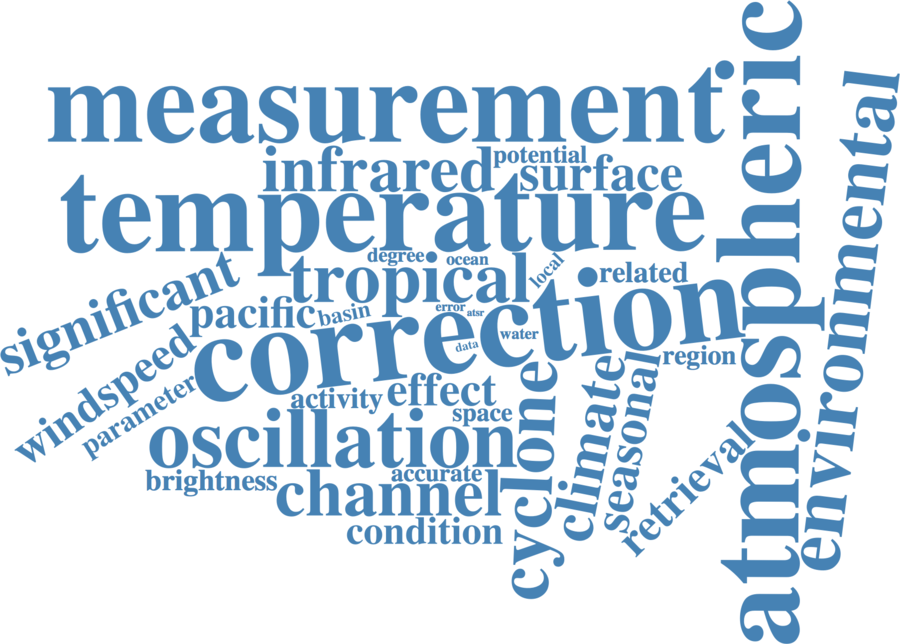 measurement
atmospheric
environmental
infrared
potential
surface
temperature
degree
ocean
local
tropical
related
significant
pacific
basin
error
atsr
correction
water
data
region
windspeed
parameter
activity
effect
space
cyclone
climate
seasonal
retrieval
oscillation
brightness
accurate
channel
condition